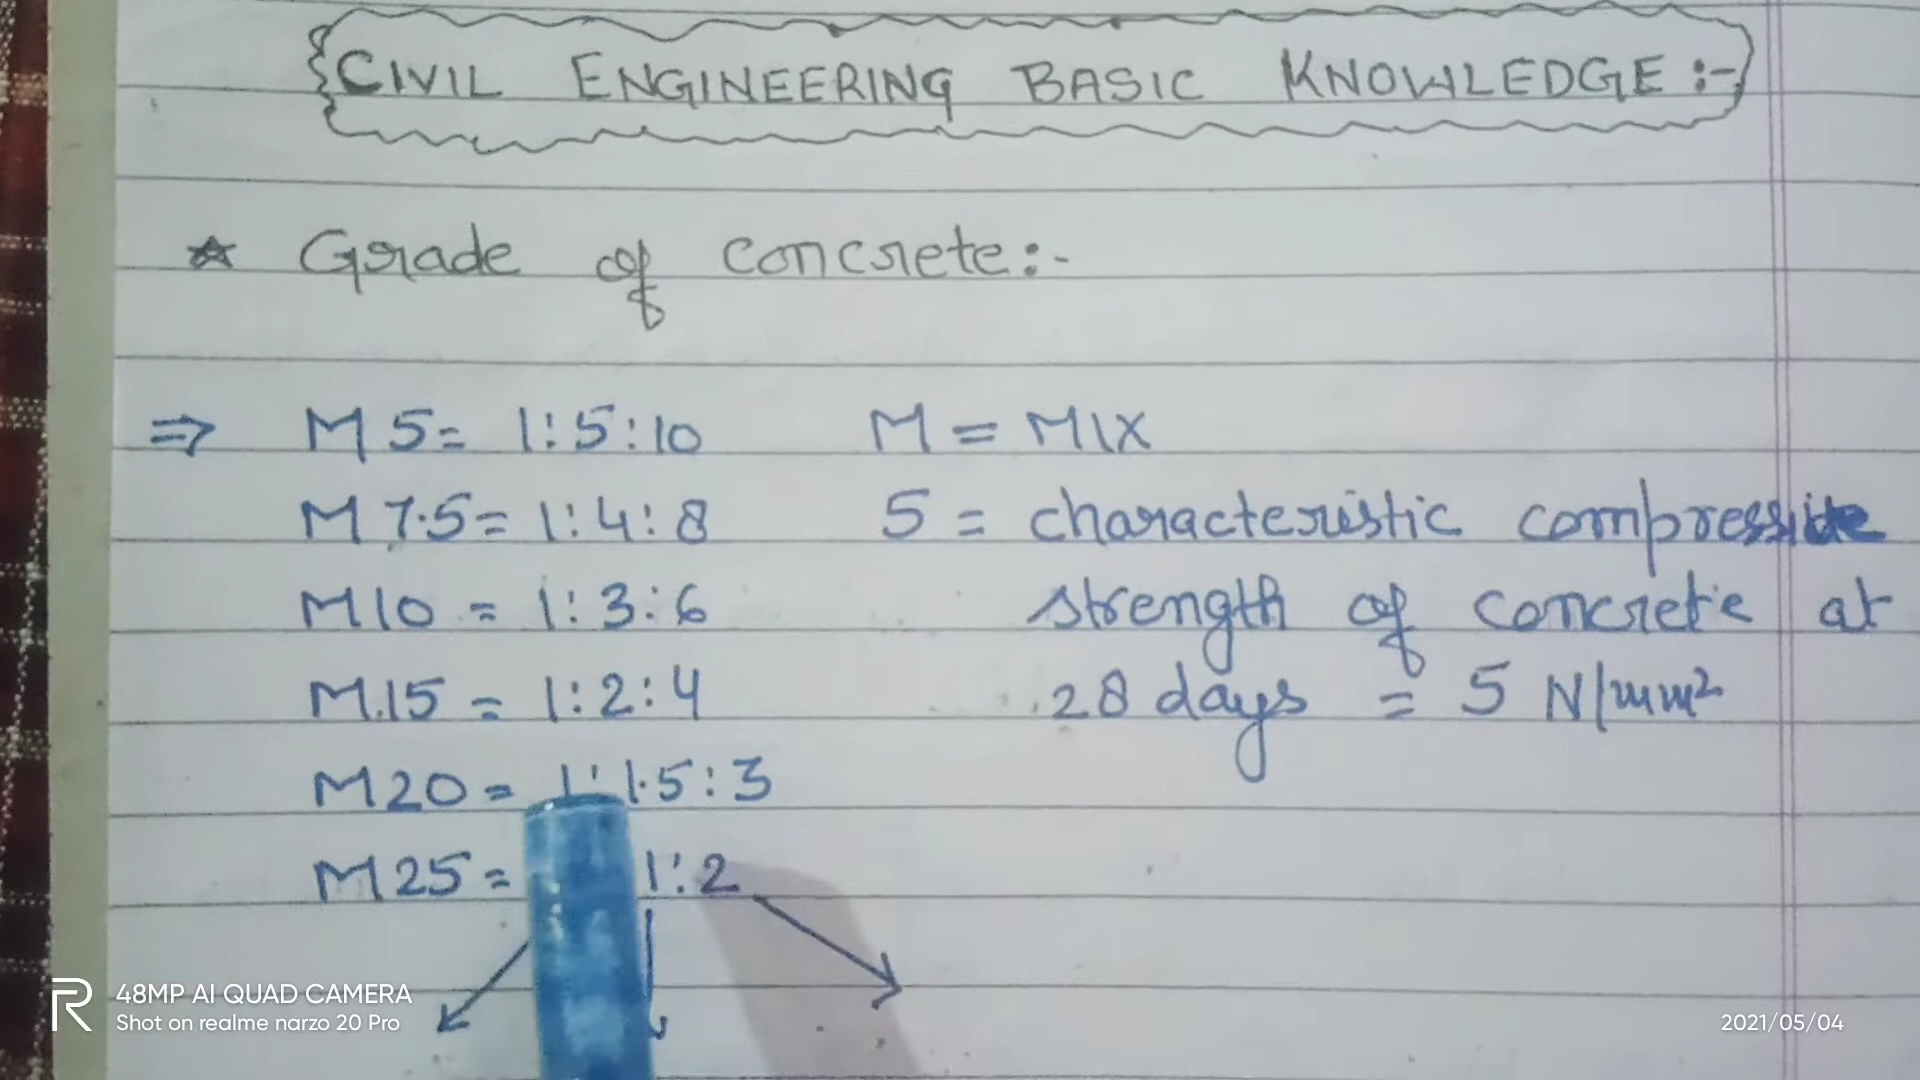 CIVIL ENGINEERING BASIC KNOWLEDGE :-
☆ Grade of concrete :-
⇒ M 5 = 1:5:10
M 7.5 = 1:4:8
M10 = 1:3:6
M15 = 1:2:4
M20 = 1:1.5:3
M25 = 1:2
M = MIX
5 = characteristic compressive
strength of concrete at
28 days = 5 N/mm²
R
48MP AI QUAD CAMERA
Shot on realme narzo 20 Pro
2021/05/04